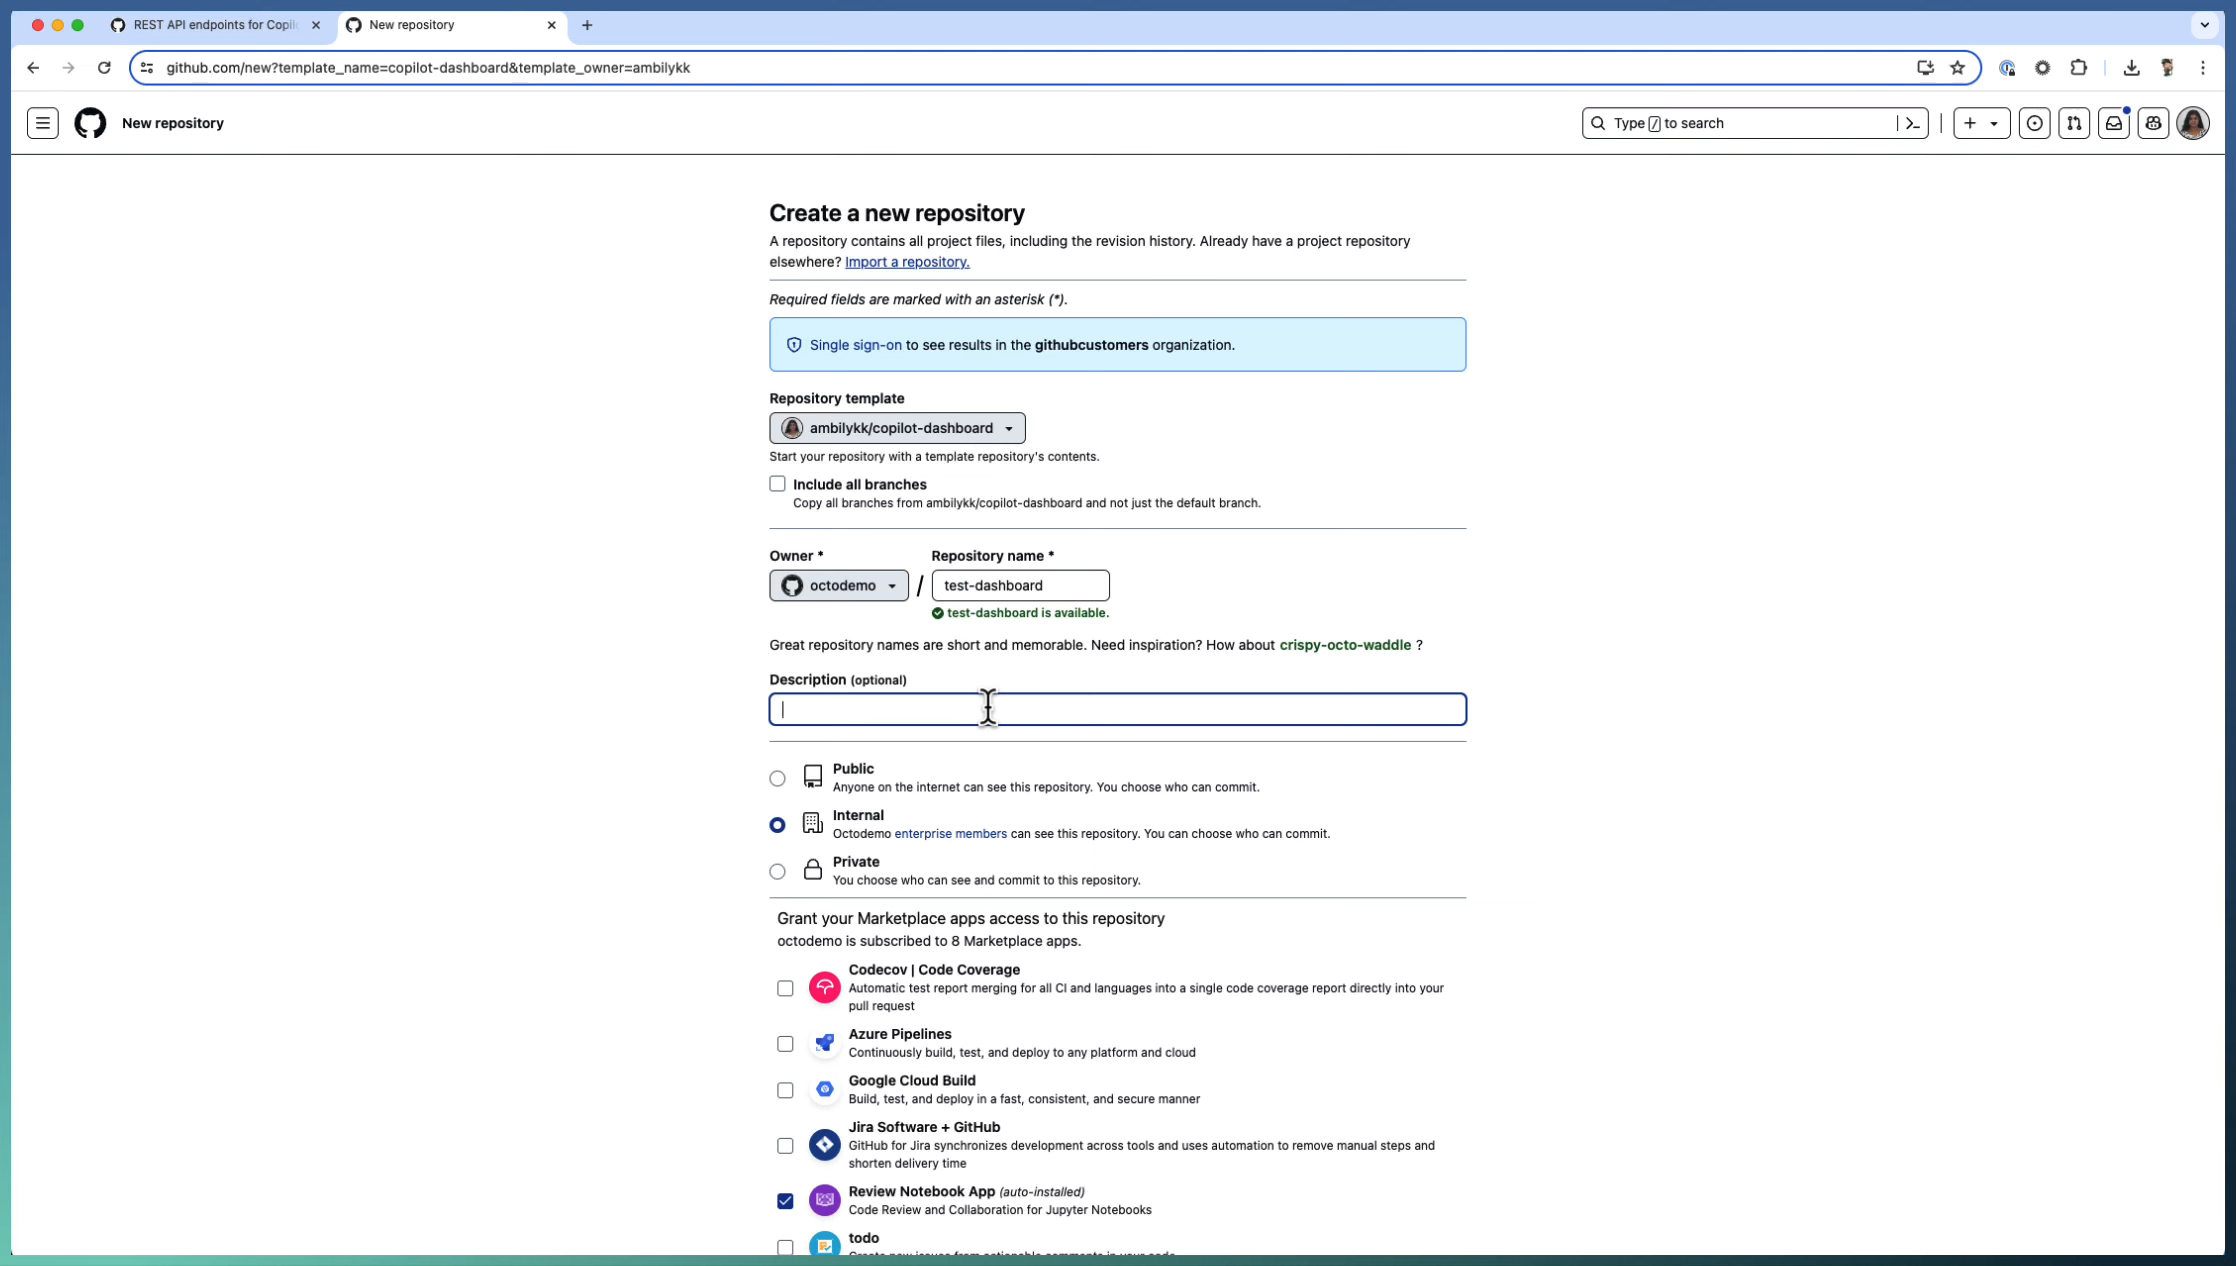 REST API endpoints for Copil
New repository
github.com/new?template_name=copilot-dashboard&template_owner=ambilykk
New repository
Type / to search
Create a new repository
A repository contains all project files, including the revision history. Already have a project repository
elsewhere? Import a repository.
Required fields are marked with an asterisk (*).
Single sign-on to see results in the githubcustomers organization.
Repository template
ambilykk/copilot-dashboard
Start your repository with a template repository's contents.
Include all branches
Copy all branches from ambilykk/copilot-dashboard and not just the default branch.
Owner * Repository name *
octodemo / test-dashboard
test-dashboard is available.
Great repository names are short and memorable. Need inspiration? How about crispy-octo-waddle ?
Description (optional)
Public
Anyone on the internet can see this repository. You choose who can commit.
Internal
Octodemo enterprise members can see this repository. You can choose who can commit.
Private
You choose who can see and commit to this repository.
Grant your Marketplace apps access to this repository
octodemo is subscribed to 8 Marketplace apps.
Codecov | Code Coverage
Automatic test report merging for all CI and languages into a single code coverage report directly into your
pull request
Azure Pipelines
Continuously build, test, and deploy to any platform and cloud
Google Cloud Build
Build, test, and deploy in a fast, consistent, and secure manner
Jira Software + GitHub
GitHub for Jira synchronizes development across tools and uses automation to remove manual steps and
shorten delivery time
Review Notebook App (auto-installed)
Code Review and Collaboration for Jupyter Notebooks
todo
Create new issues from actionable comments in your code